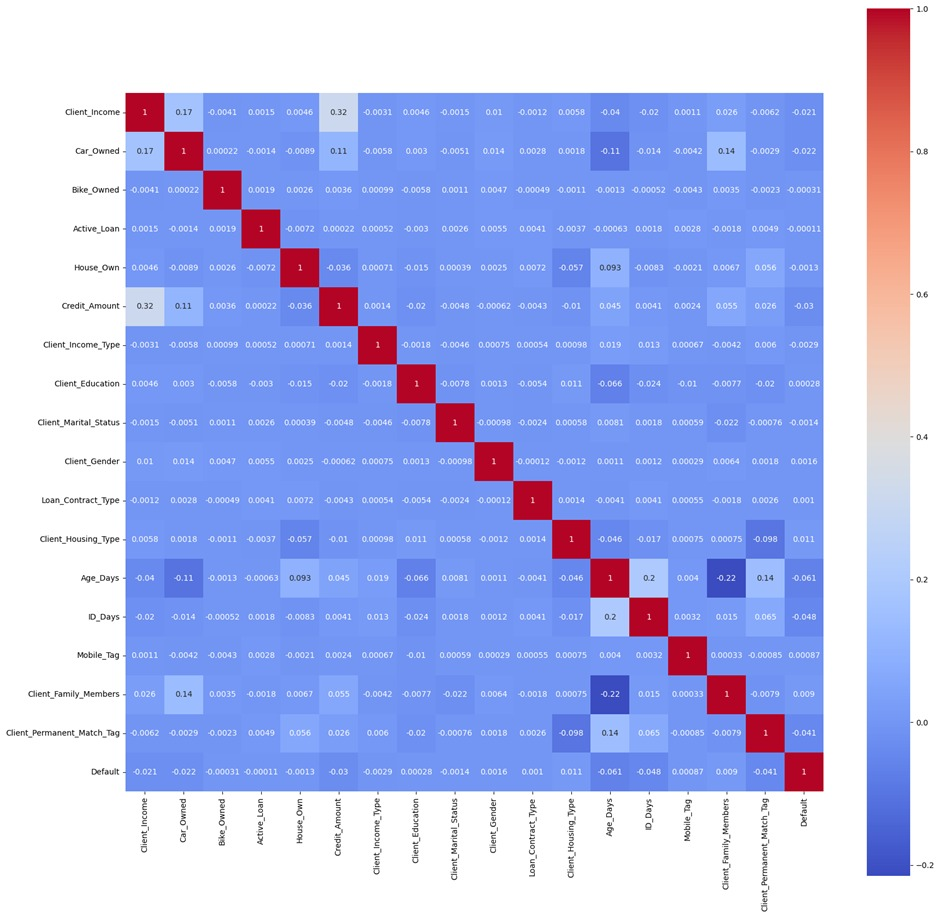 1.0
Client_Income 1 0.17 -0.0041 0.0015 0.0046 0.32 -0.0031 0.0046 -0.0015 0.01 -0.0012 0.0058 -0.04 -0.02 0.0011 0.026 -0.0062 -0.021
Car_Owned 0.17 1 0.00022 -0.0014 -0.0089 0.11 -0.0058 0.003 -0.0051 0.014 0.0028 0.0018 -0.11 -0.014 -0.0042 0.14 -0.0029 -0.022
0.8
Bike_Owned -0.0041 0.00022 1 0.0019 0.0026 0.0036 0.00099 -0.0058 0.0011 0.0047 -0.00049 -0.0011 -0.0013 -0.00052 -0.0043 0.0035 -0.0023 -0.00031
Active_Loan 0.0015 -0.0014 0.0019 1 -0.0072 0.00022 0.00052 -0.003 0.0026 0.0055 0.0041 -0.0037 -0.00063 0.0018 0.0028 -0.0018 0.0049 -0.00011
House_Own 0.0046 -0.0089 0.0026 -0.0072 1 -0.036 0.00071 -0.015 0.00039 0.0025 0.0072 -0.057 0.093 -0.0083 -0.0021 0.0067 0.056 -0.0013
0.6
Credit_Amount 0.32 0.11 0.0036 0.00022 -0.036 1 0.0014 -0.02 -0.0048 -0.00062 -0.0043 -0.01 0.045 0.0041 0.0024 0.055 0.026 -0.03
Client_Income_Type -0.0031 -0.0058 0.00099 0.00052 0.00071 0.0014 1 -0.0018 -0.0046 0.00075 0.00054 0.00098 0.019 0.013 0.00067 -0.0042 0.006 -0.0029
Client_Education 0.0046 0.003 -0.0058 -0.003 -0.015 -0.02 -0.0018 1 -0.0078 0.0013 -0.0054 0.011 -0.066 -0.024 -0.01 -0.0077 -0.02 0.00028
Client_Marital_Status -0.0015 -0.0051 0.0011 0.0026 0.00039 -0.0048 -0.0046 -0.0078 1 -0.00098 -0.0024 0.00058 0.0081 0.0018 0.00059 -0.022 -0.00076 -0.0014
0.4
Client_Gender 0.01 0.014 0.0047 0.0055 0.0025 -0.00062 0.00075 0.0013 -0.00098 1 -0.00012 -0.0012 0.0011 0.0012 0.00029 0.0064 0.0018 0.0016
Loan_Contract_Type -0.0012 0.0028 -0.00049 0.0041 0.0072 -0.0043 0.00054 -0.0054 -0.0024 -0.00012 1 0.0014 -0.0041 0.0041 0.00055 -0.0018 0.0026 0.001
Client_Housing_Type 0.0058 0.0018 -0.0011 -0.0037 -0.057 -0.01 0.00098 0.011 0.00058 -0.0012 0.0014 1 -0.046 -0.017 0.00075 0.00075 -0.098 0.011
0.2
Age_Days -0.04 -0.11 -0.0013 -0.00063 0.093 0.045 0.019 -0.066 0.0081 0.0011 -0.0041 -0.046 1 0.2 0.004 -0.22 0.14 -0.061
ID_Days -0.02 -0.014 -0.00052 0.0018 -0.0083 0.0041 0.013 -0.024 0.0018 0.0012 0.0041 -0.017 0.2 1 0.0032 0.015 0.065 -0.048
Mobile_Tag 0.0011 -0.0042 -0.0043 0.0028 -0.0021 0.0024 0.00067 -0.01 0.00059 0.00029 0.00055 0.00075 0.004 0.0032 1 0.00033 -0.00085 0.00087
Client_Family_Members 0.026 0.14 0.0035 -0.0018 0.0067 0.055 -0.0042 -0.0077 -0.022 0.0064 -0.0018 0.00075 -0.22 0.015 0.00033 1 -0.0079 0.009
0.0
Client_Permanent_Match_Tag -0.0062 -0.0029 -0.0023 0.0049 0.056 0.026 0.006 -0.02 -0.00076 0.0018 0.0026 -0.098 0.14 0.065 -0.00085 -0.0079 1 -0.041
Default -0.021 -0.022 -0.00031 -0.00011 -0.0013 -0.03 -0.0029 0.00028 -0.0014 0.0016 0.001 0.011 -0.061 -0.048 0.00087 0.009 -0.041 1
−0.2
Client_Income
Car_Owned
Bike_Owned
Active_Loan
House_Own
Credit_Amount
Client_Income_Type
Client_Education
Client_Marital_Status
Client_Gender
Loan_Contract_Type
Client_Housing_Type
Age_Days
ID_Days
Mobile_Tag
Client_Family_Members
Client_Permanent_Match_Tag
Default